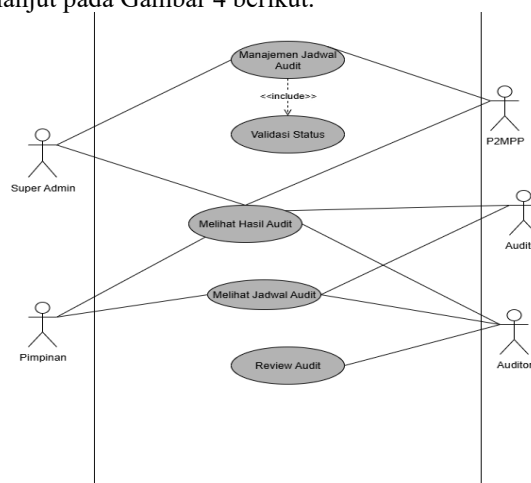 lanjut pada Gambar 4 berikut.
Manajemen Jadwal
Audit
<<include>>
Validasi Status
P2MPP
Super Admin
Melihat Hasil Audit
Audit
Melihat Jadwal Audit
Pimpinan
Review Audit
Auditor